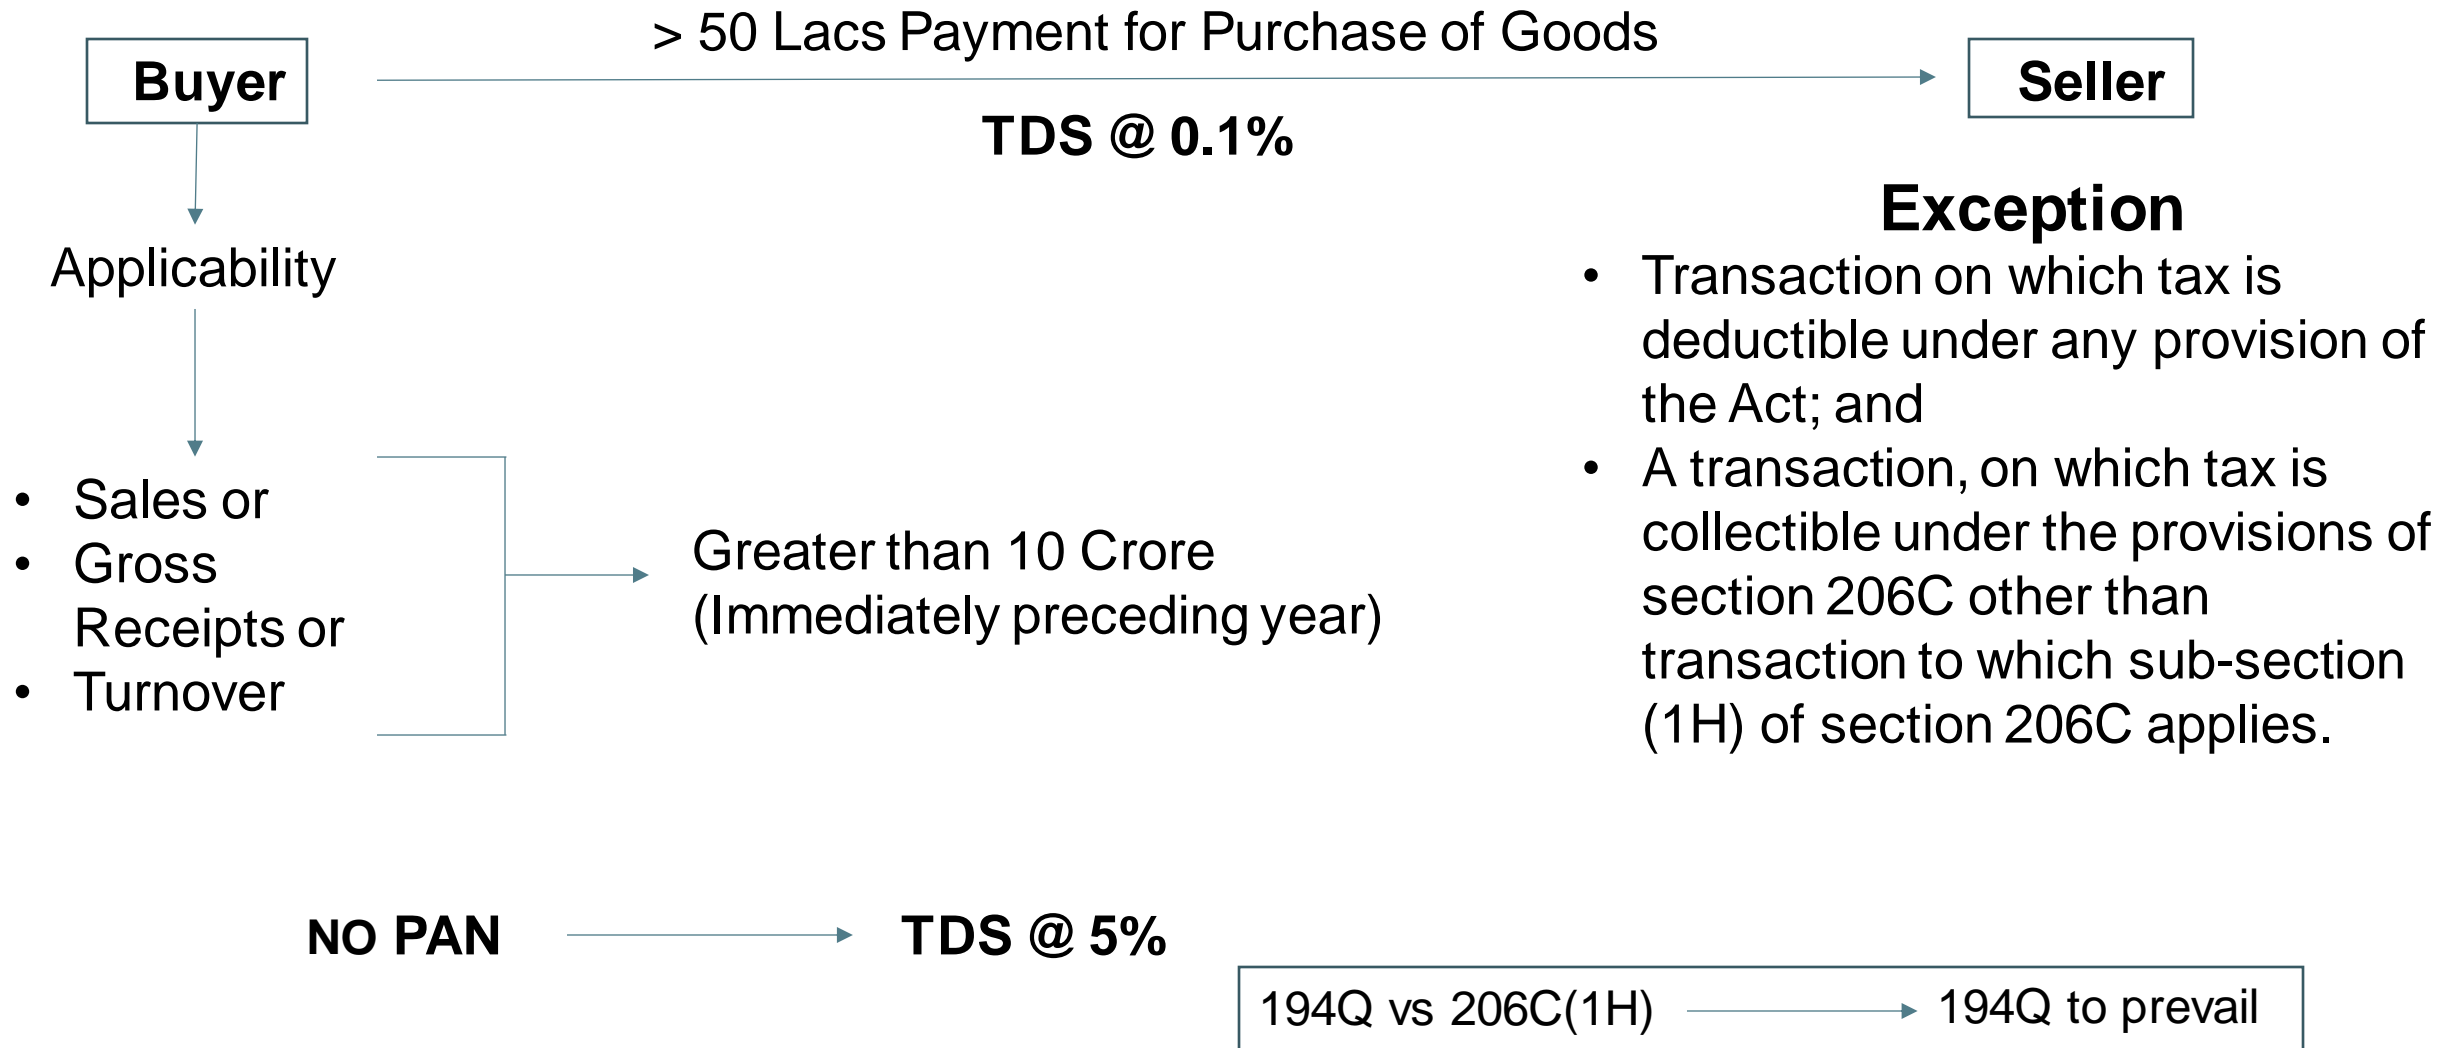 > 50 Lacs Payment for Purchase of Goods
Buyer
Seller
TDS @ 0.1%
Applicability
• Sales or
• Gross
Receipts or
• Turnover
Greater than 10 Crore
(Immediately preceding year)
Exception
• Transaction on which tax is
deductible under any provision of
the Act; and
• A transaction, on which tax is
collectible under the provisions of
section 206C other than
transaction to which sub-section
(1H) of section 206C applies.
NO PAN
TDS @ 5%
194Q vs 206C(1H)
194Q to prevail